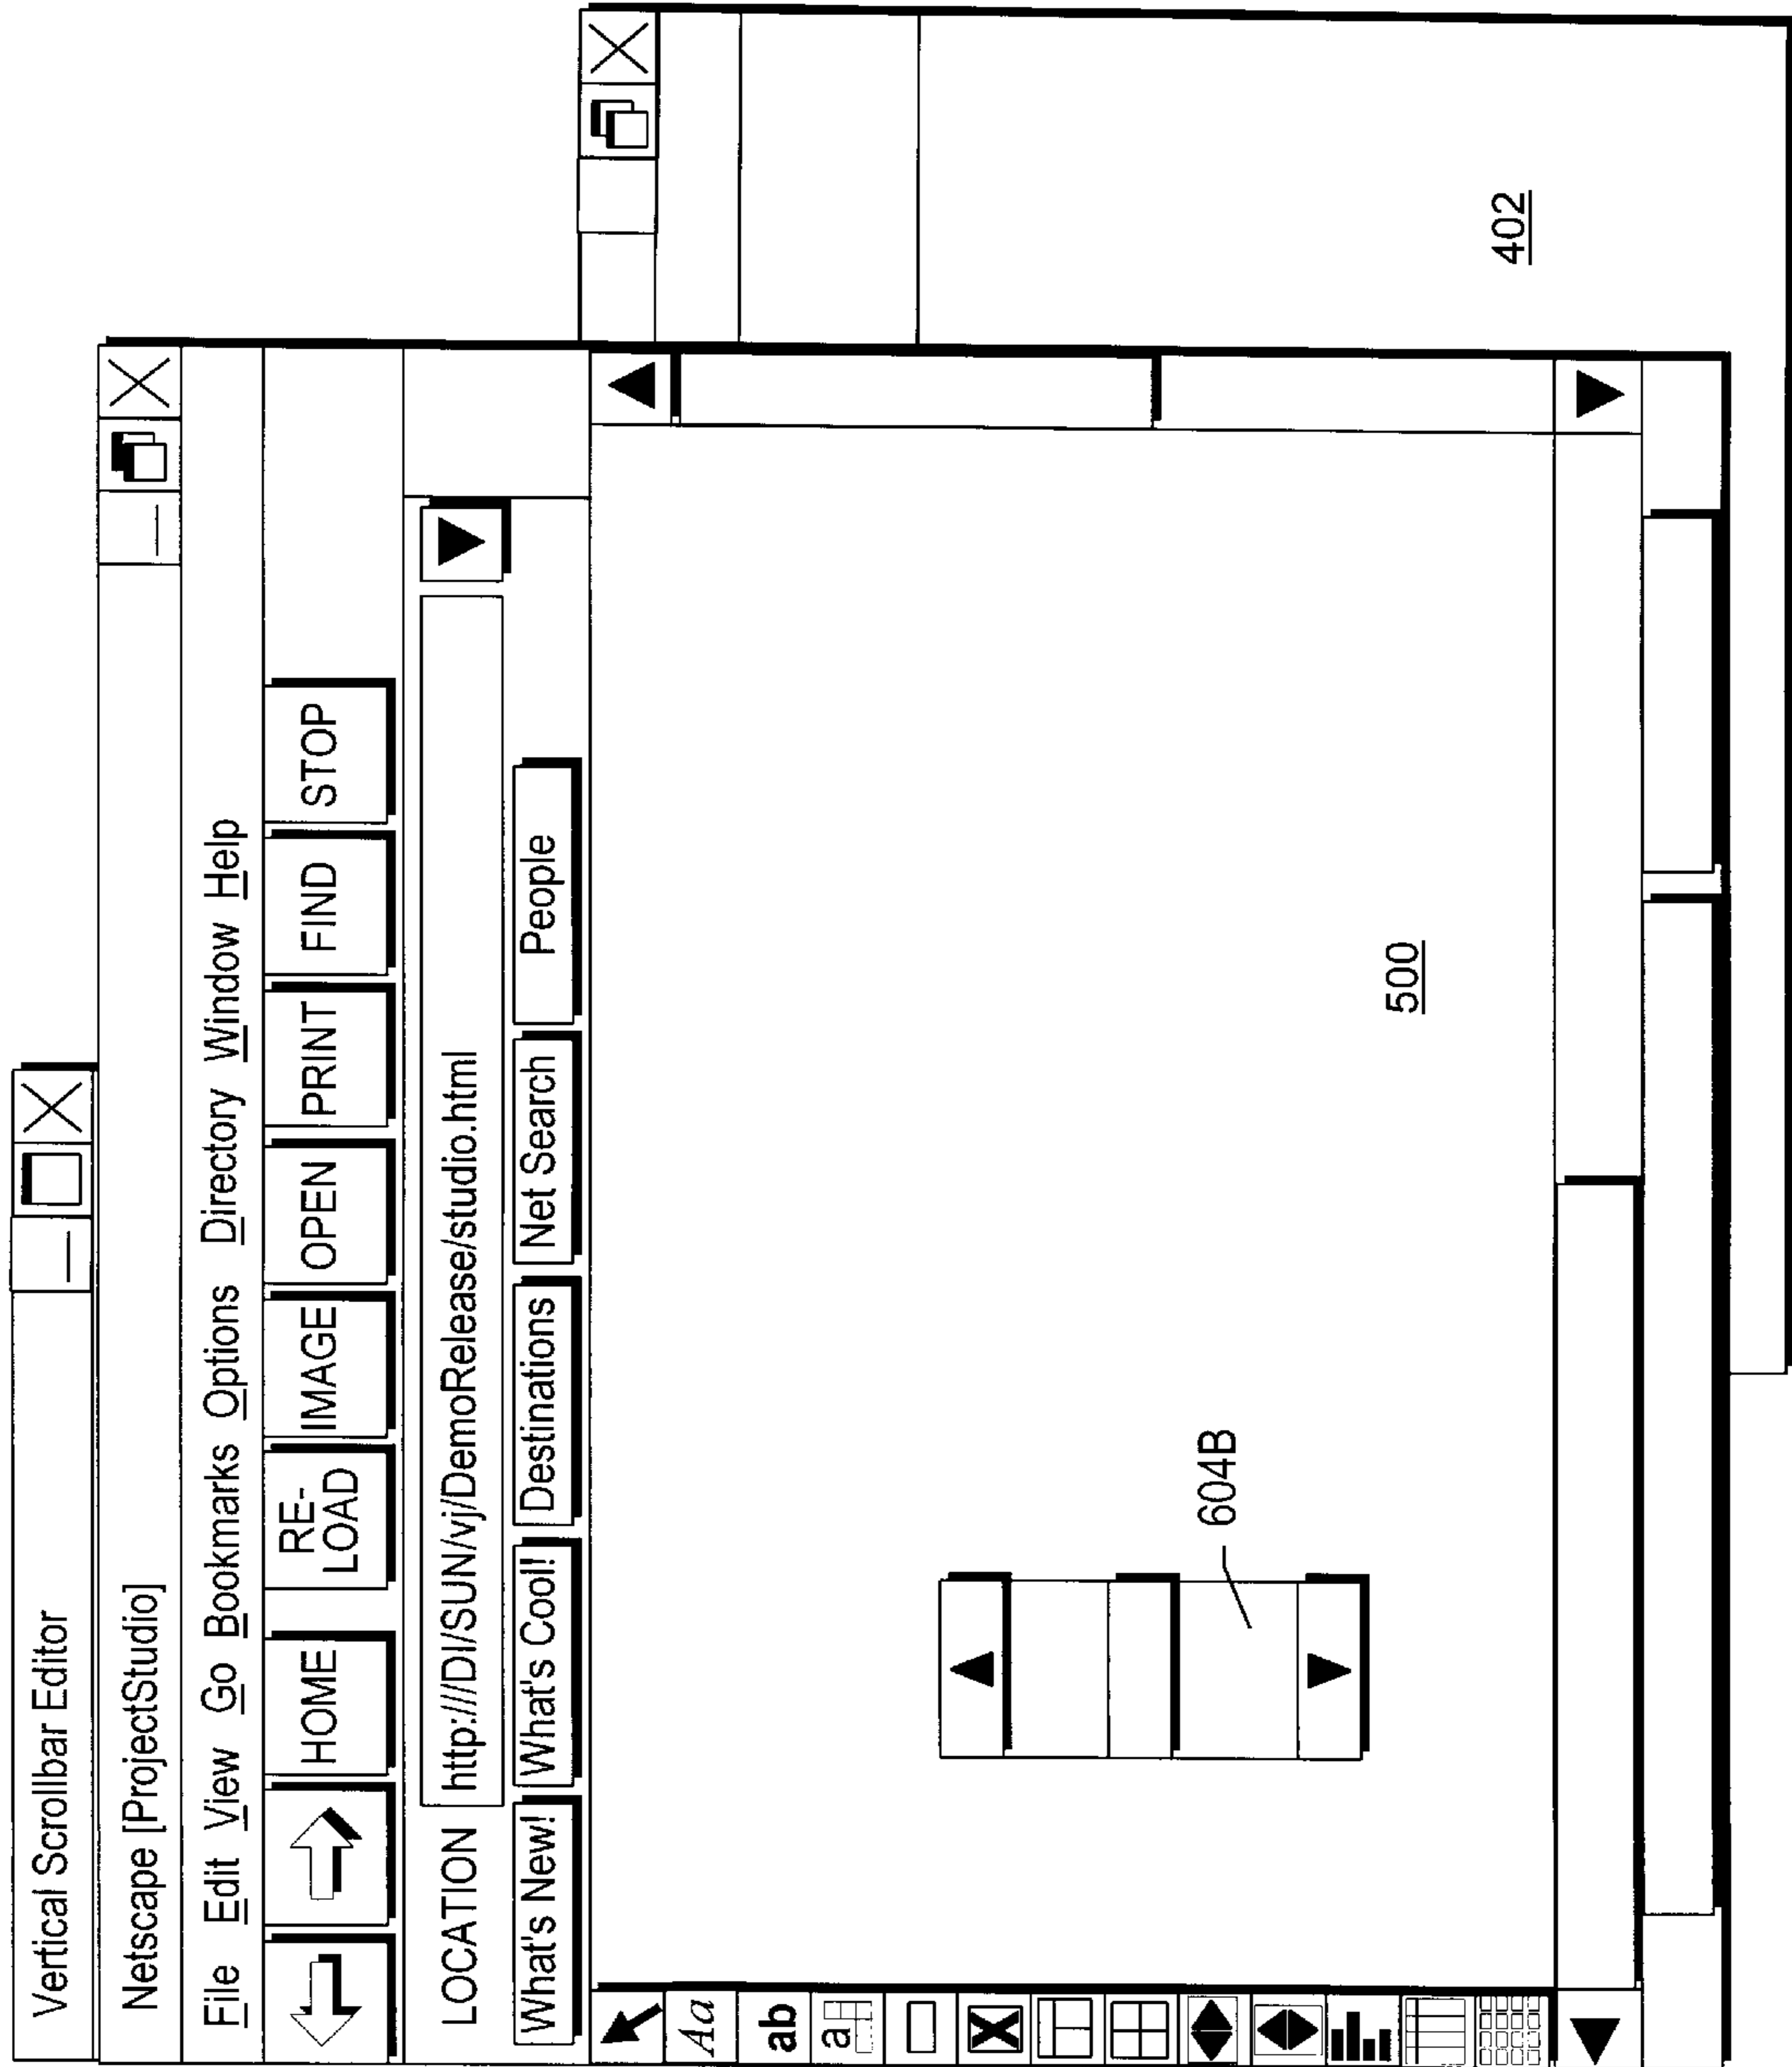 Vertical Scrollbar Editor
Netscape [ProjectStudio]
File Edit View Go Bookmarks Options Directory Window Help
HOME RE-LOAD IMAGE OPEN PRINT FIND STOP
LOCATION http:///DI/SUN/vj/DemoRelease/studio.html
What's New! What's Cool! Destinations Net Search People
Aa
ab
a
604B
500
402